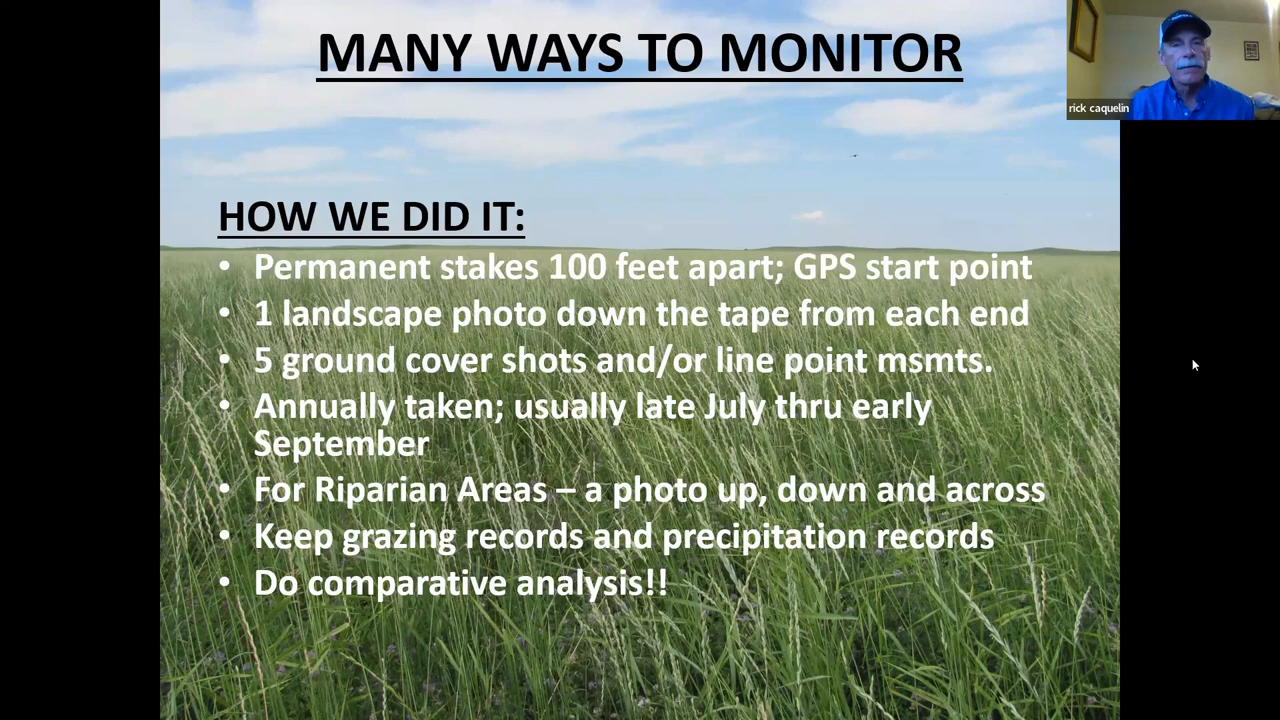 MANY WAYS TO MONITOR
rick caquelin
HOW WE DID IT:
• Permanent stakes 100 feet apart; GPS start point
• 1 landscape photo down the tape from each end
• 5 ground cover shots and/or line point msmts.
• Annually taken; usually late July thru early
September
• For Riparian Areas – a photo up, down and across
• Keep grazing records and precipitation records
• Do comparative analysis!!